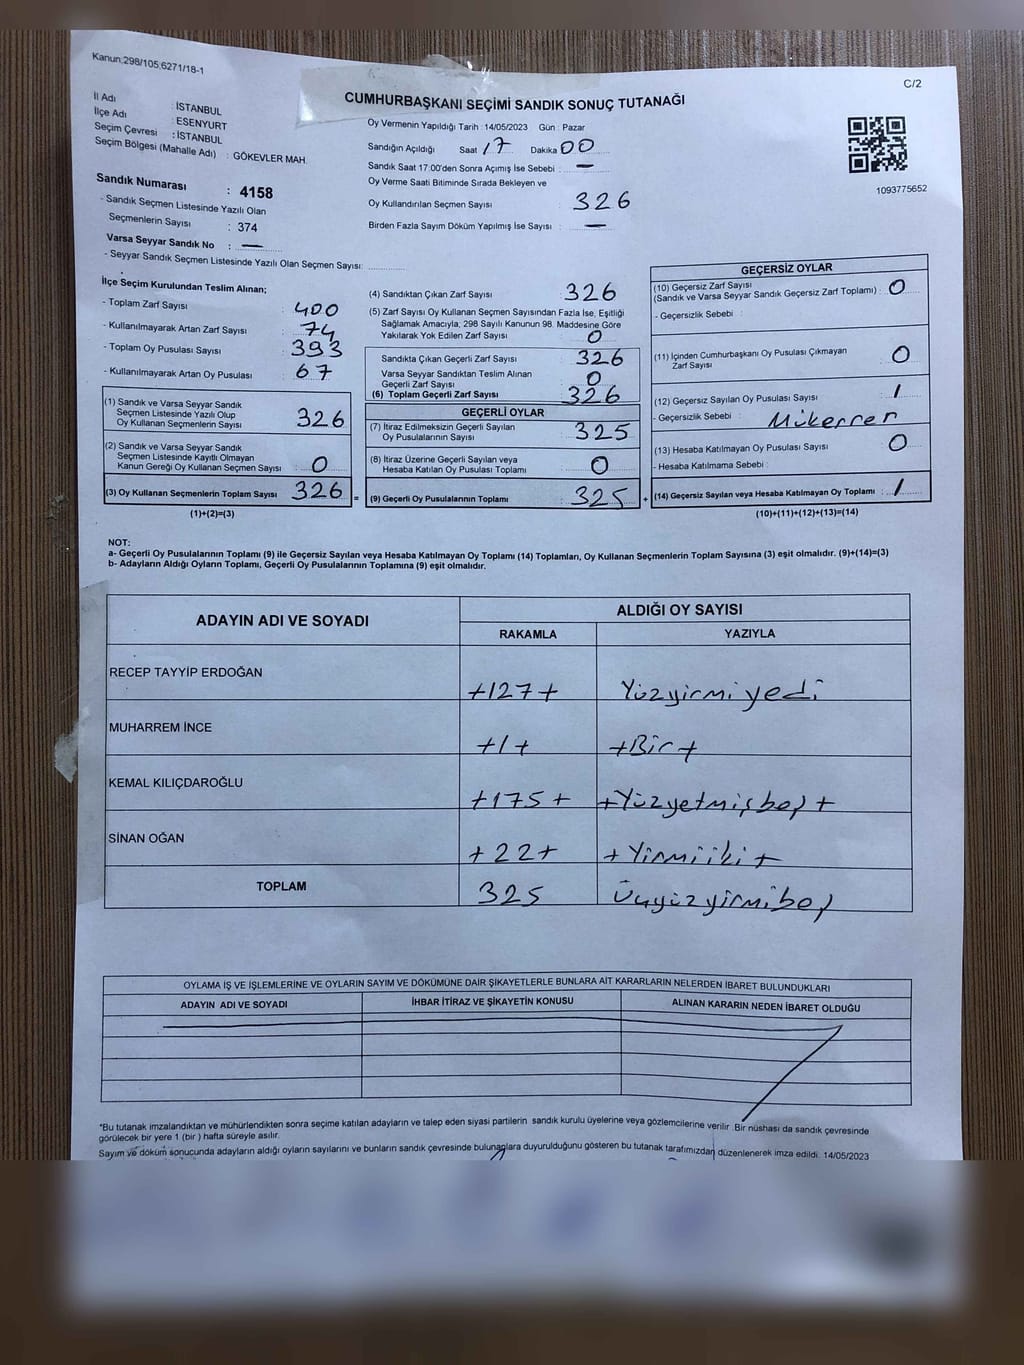 Kanun:298/105,6271/18-1
C/2
CUMHURBAŞKANI SEÇİMİ SANDIK SONUÇ TUTANAĞI
İl Adı : İSTANBUL
İlçe Adı : ESENYURT
Seçim Çevresi : İSTANBUL
Seçim Bölgesi (Mahalle Adı) : GÖKEVLER MAH.
Sandık Numarası : 4158
- Sandık Seçmen Listesinde Yazılı Olan
Seçmenlerin Sayısı : 374
Varsa Seyyar Sandık No : —
- Seyyar Sandık Seçmen Listesinde Yazılı Olan Seçmen Sayısı:
Oy Vermenin Yapıldığı Tarih :14/05/2023 Gün : Pazar
Sandığın Açıldığı Saat 17 Dakika 00
Sandık Saat 17:00'den Sonra Açımış İse Sebebi : —
Oy Verme Saati Bitiminde Sırada Bekleyen ve
Oy Kullandırılan Seçmen Sayısı : 326
Birden Fazla Sayım Döküm Yapılmış İse Sayısı : —
1093775652
İlçe Seçim Kurulundan Teslim Alınan;
- Toplam Zarf Sayısı : 400
- Kullanılmayarak Artan Zarf Sayısı : 74
- Toplam Oy Pusulası Sayısı : 393
- Kullanılmayarak Artan Oy Pusulası : 67
(1) Sandık ve Varsa Seyyar Sandık
Seçmen Listesinde Yazılı Olup
Oy Kullanan Seçmenlerin Sayısı : 326
(2) Sandık ve Varsa Seyyar Sandık
Seçmen Listesinde Kayıtlı Olmayan
Kanun Gereği Oy Kullanan Seçmen Sayısı : 0
(3) Oy Kullanan Seçmenlerin Toplam Sayısı : 326 =
(1)+(2)=(3)
(4) Sandıktan Çıkan Zarf Sayısı : 326
(5) Zarf Sayısı Oy Kullanan Seçmen Sayısından Fazla İse, Eşitliği
Sağlamak Amacıyla, 298 Sayılı Kanunun 98. Maddesine Göre
Yakılarak Yok Edilen Zarf Sayısı : 0
Sandıkta Çıkan Geçerli Zarf Sayısı : 326
Varsa Seyyar Sandıktan Teslim Alınan
Geçerli Zarf Sayısı : 0
(6) Toplam Geçerli Zarf Sayısı : 326
GEÇERLİ OYLAR
(7) İtiraz Edilmeksizin Geçerli Sayılan
Oy Pusulalarının Sayısı : 325
(8) İtiraz Üzerine Geçerli Sayılan veya
Hesaba Katılan Oy Pusulası Toplamı : 0
(9) Geçerli Oy Pusulalarının Toplamı : 325 +
GEÇERSİZ OYLAR
(10) Geçersiz Zarf Sayısı
(Sandık ve Varsa Seyyar Sandık Geçersiz Zarf Toplamı) : 0
- Geçersizlik Sebebi :
(11) İçinden Cumhurbaşkanı Oy Pusulası Çıkmayan
Zarf Sayısı : 0
(12) Geçersiz Sayılan Oy Pusulası Sayısı : 1
- Geçersizlik Sebebi : Mükerrer
(13) Hesaba Katılmayan Oy Pusulası Sayısı : 0
- Hesaba Katılmama Sebebi :
(14) Geçersiz Sayılan veya Hesaba Katılmayan Oy Toplamı : 1
(10)+(11)+(12)+(13)=(14)
NOT:
a- Geçerli Oy Pusulalarının Toplamı (9) ile Geçersiz Sayılan veya Hesaba Katılmayan Oy Toplamı (14) Toplamları, Oy Kullanan Seçmenlerin Toplam Sayısına (3) eşit olmalıdır. (9)+(14)=(3)
b- Adayların Aldığı Oyların Toplamı, Geçerli Oy Pusulalarının Toplamına (9) eşit olmalıdır.
ADAYIN ADI VE SOYADI
ALDIĞI OY SAYISI
RAKAMLA YAZIYLA
RECEP TAYYİP ERDOĞAN +127+ Yüzyirmiyedi
MUHARREM İNCE +1+ +Bir+
KEMAL KILIÇDAROĞLU +175+ +Yüzyetmişbeş+
SİNAN OĞAN +22+ +Yirmiiki+
TOPLAM 325 Üçyüzyirmibeş
OYLAMA İŞ VE İŞLEMLERİNE VE OYLARIN SAYIM VE DÖKÜMÜNE DAİR ŞİKAYETLERLE BUNLARA AİT KARARLARIN NELERDEN İBARET BULUNDUKLARI
ADAYIN ADI VE SOYADI İHBAR İTİRAZ VE ŞİKAYETİN KONUSU ALINAN KARARIN NEDEN İBARET OLDUĞU
*Bu tutanak imzalandıktan ve mühürlendikten sonra seçime katılan adayların ve talep eden siyasi partilerin sandık kurulu üyelerine veya gözlemcilerine verilir. Bir nüshası da sandık çevresinde
görülecek bir yere 1 (bir ) hafta süreyle asılır.
Sayım ve döküm sonucunda adayların aldığı oyların sayılarını ve bunların sandık çevresinde bulunanlara duyurulduğunu gösteren bu tutanak tarafımızdan düzenlenerek imza edildi. 14/05/2023